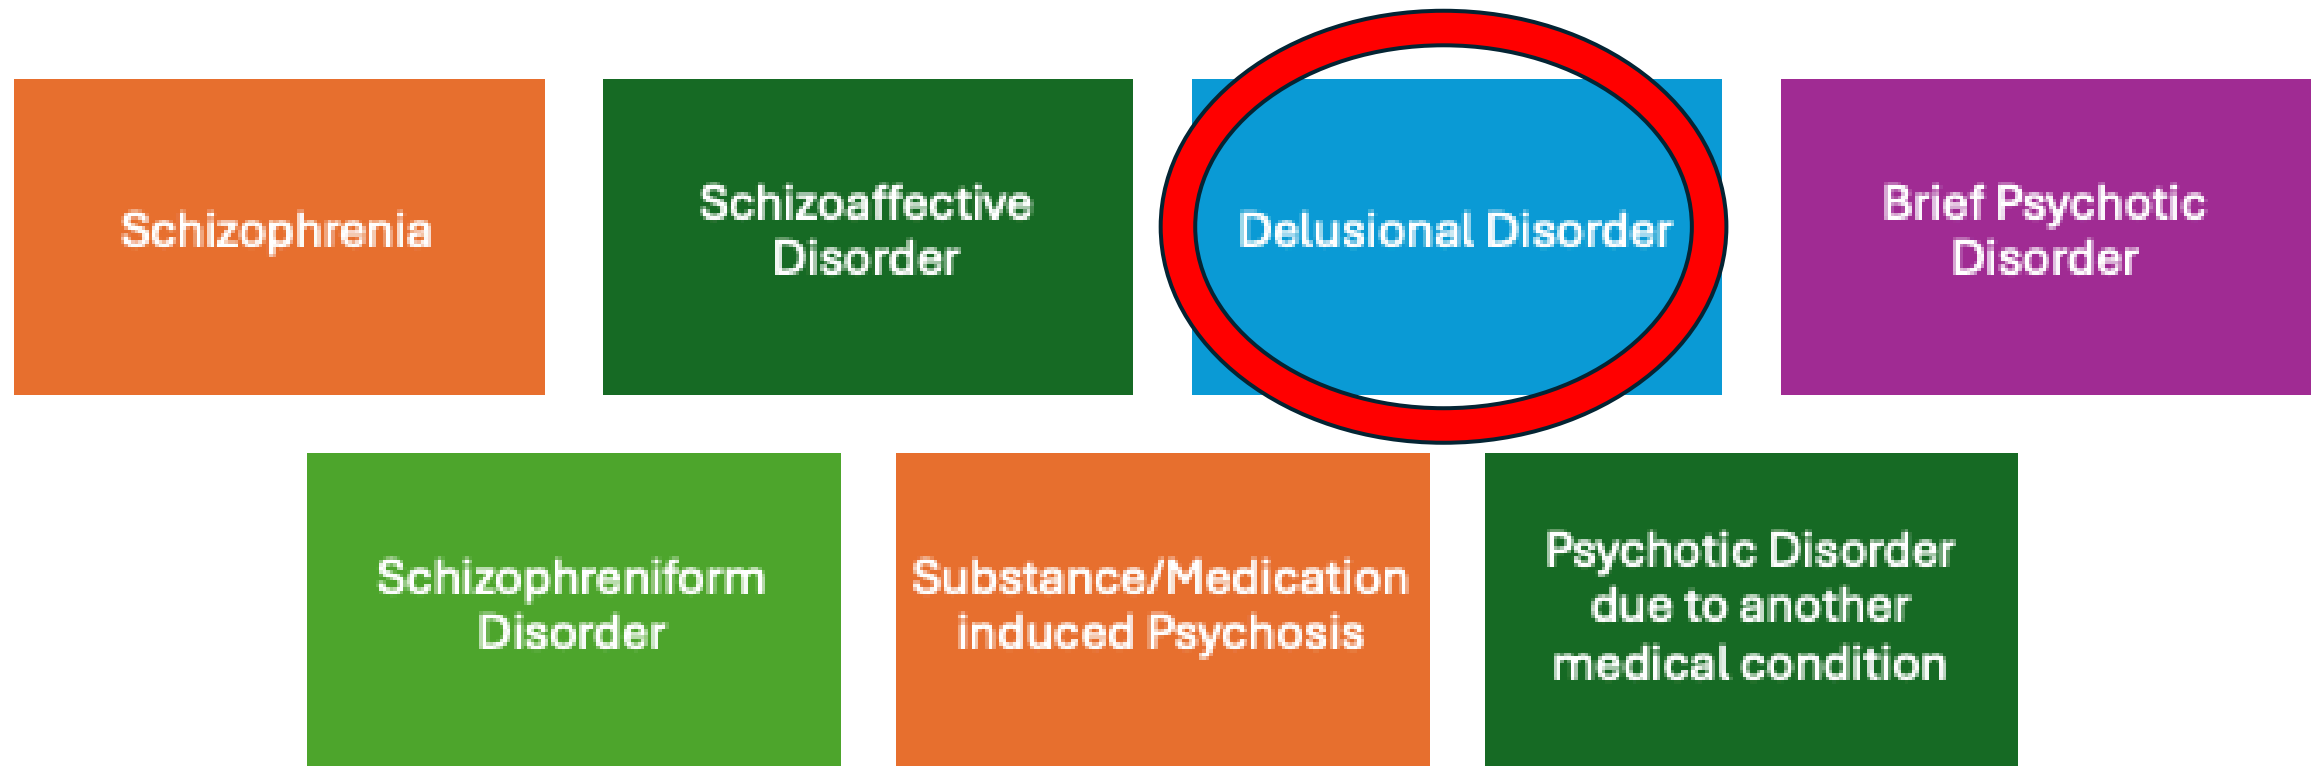 Schizophrenia
Schizoaffective
Disorder
Delusional Disorder
Brief Psychotic
Disorder
Schizophreniform
Disorder
Substance/Medication
induced Psychosis
Psychotic Disorder
due to another
medical condition